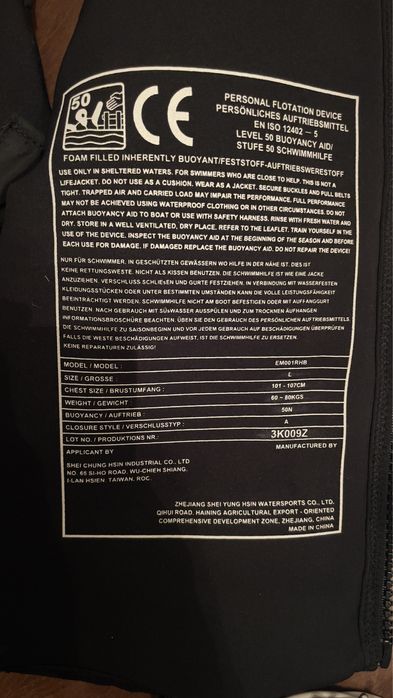 50
CE
PERSONAL FLOTATION DEVICE
PERSÖNLICHES AUFTRIEBSMITTEL
EN ISO 12402 – 5
LEVEL 50 BUOYANCY AID/
STUFE 50 SCHWIMMHILFE
FOAM FILLED INHERENTLY BUOYANT/FESTSTOFF-AUFTRIEBSWERESTOFF
USE ONLY IN SHELTERED WATERS. FOR SWIMMERS WHO ARE CLOSE TO HELP. THIS IS NOT A
LIFEJACKET. DO NOT USE AS A CUSHION. WEAR AS A JACKET. SECURE BUCKLES AND PULL BELTS
TIGHT. TRAPPED AIR AND CARRIED LOAD MAY IMPAIR THE PERFORMANCE. FULL PERFORMANCE
MAY NOT BE ACHIEVED USING WATERPROOF CLOTHING OR IN OTHER CIRCUMSTANCES. DO NOT
ATTACH BUOYANCY AID TO BOAT OR USE WITH SAFETY HARNESS. RINSE WITH FRESH WATER AND
DRY. STORE IN A WELL VENTILATED, DRY PLACE. REFER TO THE LEAFLET. TRAIN YOURSELF IN THE
USE OF THE DEVICE. INSPECT THE BUOYANCY AID AT THE BEGINNING OF THE SEASON AND BEFORE
EACH USE FOR DAMAGE. IF DAMAGED REPLACE THE BUOYANCY AID. DO NOT REPAIR THE DEVICE!
NUR FÜR SCHWIMMER, IN GESCHÜTZTEN GEWÄSSERN WO HILFE IN DER NÄHE IST. DIES IST
KEINE RETTUNGSWESTE. NICHT ALS KISSEN BENUTZEN. DIE SCHWIMMHILFE IST WIE EINE JACKE
ANZUZIEHEN. VERSCHLUSS SCHLIEßEN UND GURTE FESTZIEHEN. IN VERBINDUNG MIT WASSERFESTEN
KLEIDUNGSSTÜCKEN ODER UNTER BESTIMMTEN UMSTÄNDEN KANN DIE VOLLE LEISTUNGSFÄHIGKEIT
BEEINTRÄCHTIGT WERDEN. SCHWIMMHILFE NICHT AM BOOT BEFESTIGEN ODER MIT AUFFANGGURT
BENUTZEN. NACH GEBRAUCH MIT SÜßWASSER AUSSPÜLEN UND ZUM TROCKNEN AUFHÄNGEN
INFORMATIONSBROSCHÜRE BEACHTEN. ÜBEN SIE DEN GEBRAUCH DES PERSÖNLICHEN AUFTRIEBSMITTELS
DIE SCHWIMMHILFE ZU SAISONBEGINN UND VOR JEDEM GEBRAUCH AUF BESCHÄDIGUNGEN ÜBERPRÜFEN
FALLS DIE WESTE BESCHÄDIGUNGEN AUFWEIST, IST DIE SCHWIMMHILFE ZU ERSETZEN.
KEINE REPARATUREN ZULÄSSIG!
MODEL / MODEL : EM001RHB
SIZE / GRÖSSE : L
CHEST SIZE / BRUSTUMFANG : 101 - 107CM
WEIGHT / GEWICHT : 60 ~ 80KGS
BUOYANCY / AUFTRIEB : 50N
CLOSURE STYLE / VERSCHLUSSTYP : A
LOT NO. / PRODUKTIONS NR.: 3K009Z
APPLICANT BY
MANUFACTURED BY
SHEI CHUNG HSIN INDUSTRIAL CO., LTD
NO. 65 SI-HO ROAD. WU-CHIEH SHIANG.
I-LAN HSIEN. TAIWAN. ROC.
ZHEJIANG SHEI YUNG HSIN WATERSPORTS CO., LTD.
QIHUI ROAD. HAINING AGRICULTURAL EXPORT - ORIENTED
COMPREHENSIVE DEVELOPMENT ZONE, ZHEJIANG, CHINA
MADE IN CHINA